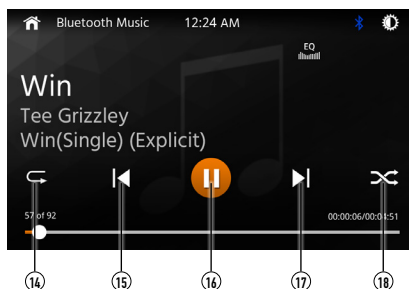 Bluetooth Music 12:24 AM
EQ
Win
Tee Grizzley
Win(Single) (Explicit)
57 of 92 00:00:06/00:04:51
14 15 16 17 18